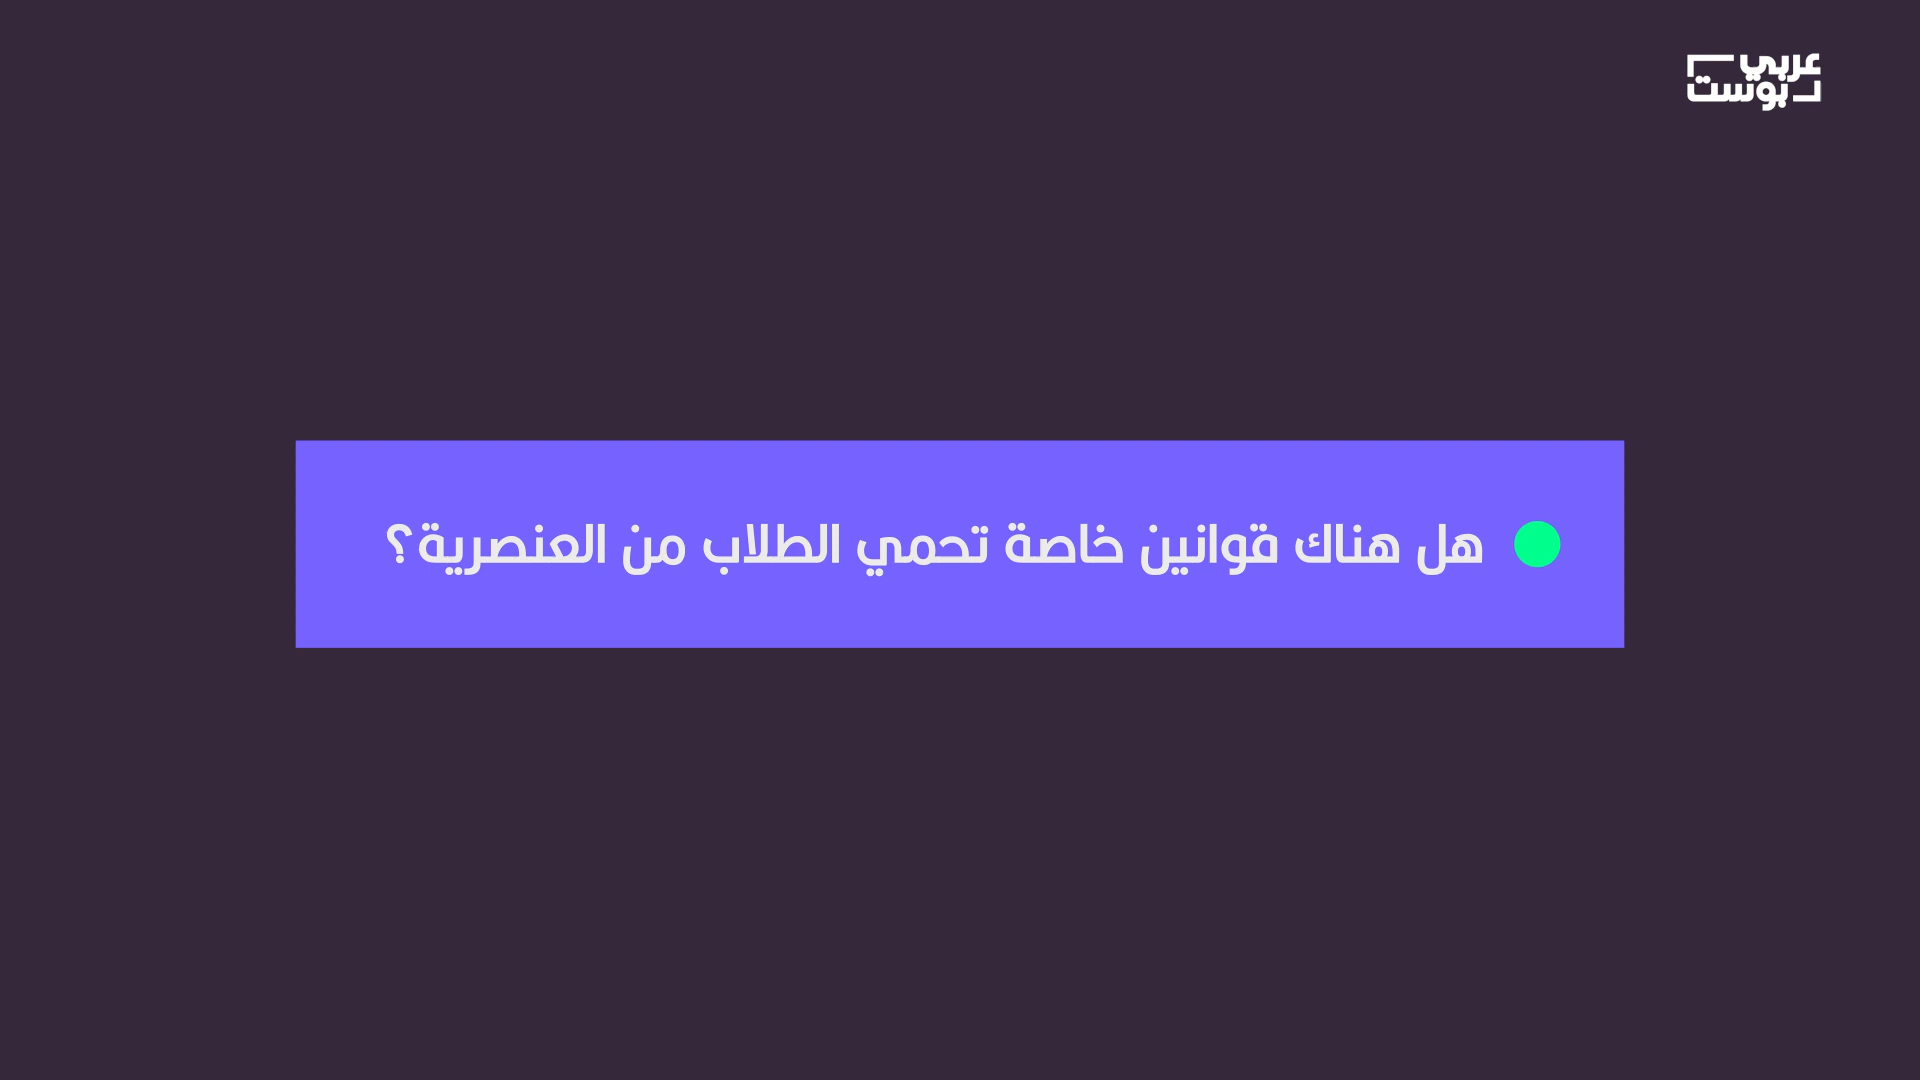 عربي
بوست
هل هناك قوانين خاصة تحمي الطلاب من العنصرية؟